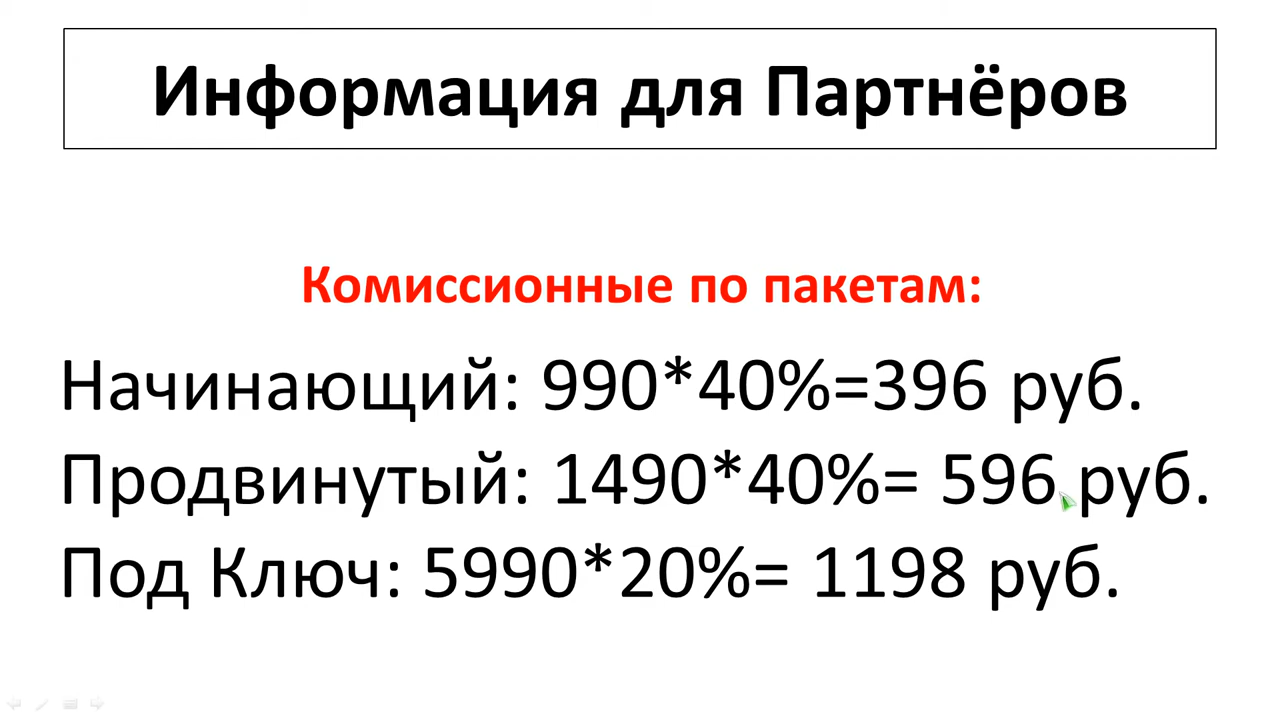 Информация для Партнёров
Комиссионные по пакетам:
Начинающий: 990*40%=396 руб.
Продвинутый: 1490*40%= 596 руб.
Под Ключ: 5990*20%= 1198 руб.